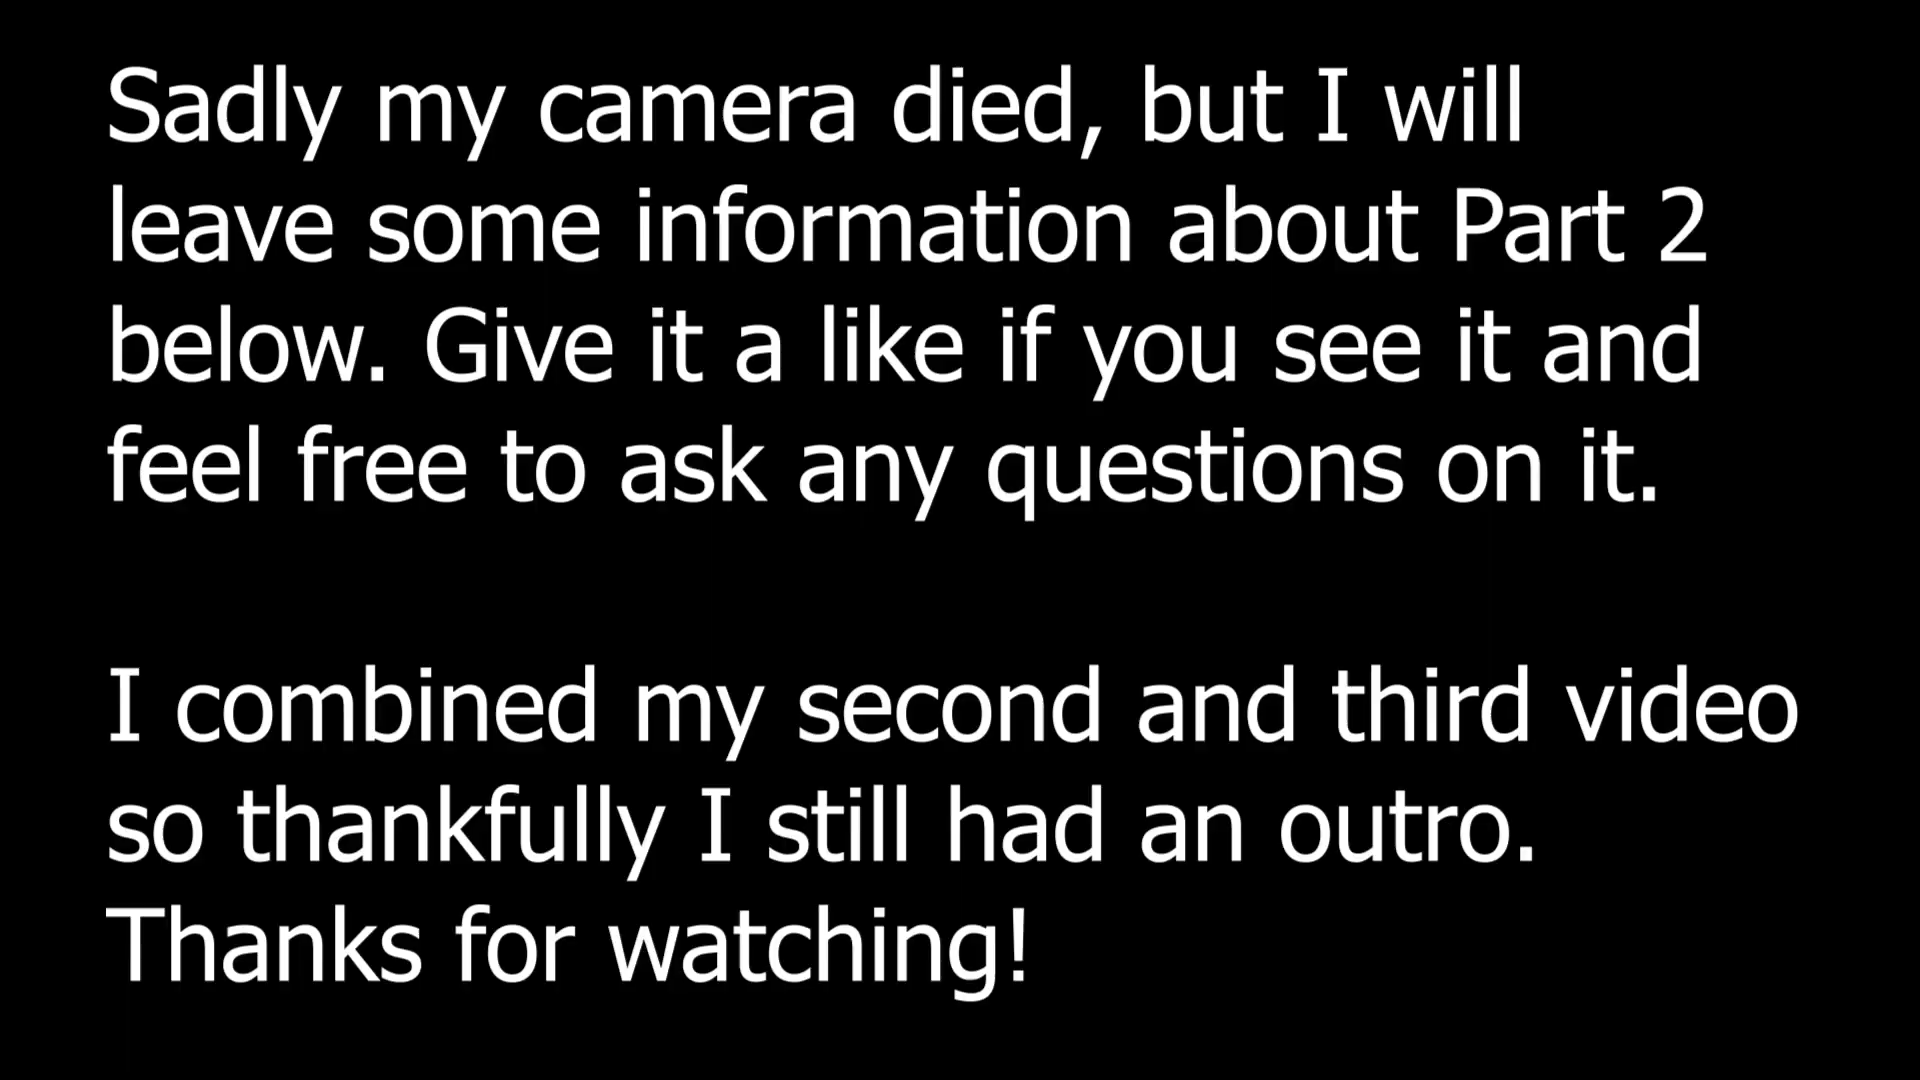 Sadly my camera died, but I will
leave some information about Part 2
below. Give it a like if you see it and
feel free to ask any questions on it.
I combined my second and third video
so thankfully I still had an outro.
Thanks for watching!